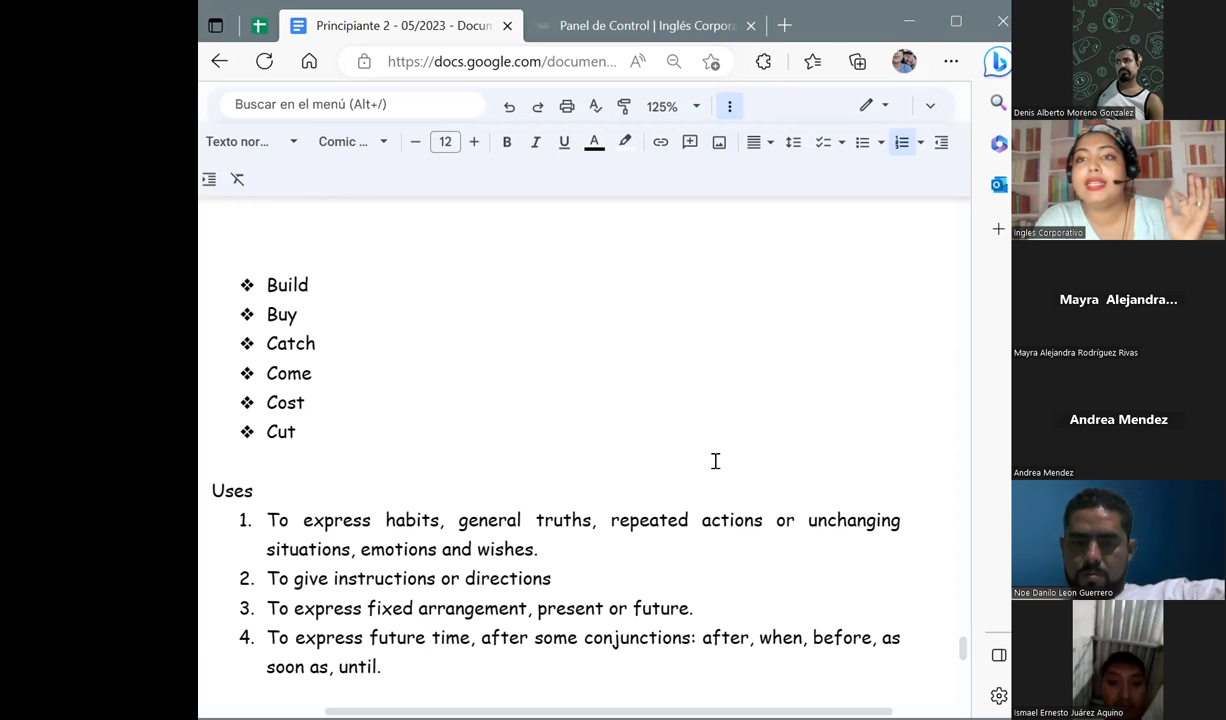 Principiante 2 - 05/2023 - Docum
Panel de Control | Inglés Corpora
https://docs.google.com/documen...
Buscar en el menú (Alt+/)
125%
Texto nor...
Comic ...
12
B
I
U
A
Build
Buy
Catch
Come
Cost
Cut
Uses
1. To express habits, general truths, repeated actions or unchanging
situations, emotions and wishes.
2. To give instructions or directions
3. To express fixed arrangement, present or future.
4. To express future time, after some conjunctions: after, when, before, as
soon as, until.
Denis Alberto Moreno Gonzalez
Inglés Corporativo
Mayra Alejandra...
Mayra Alejandra Rodríguez Rivas
Andrea Mendez
Andrea Mendez
Noe Danilo Leon Guerrero
Ismael Ernesto Juárez Aquino